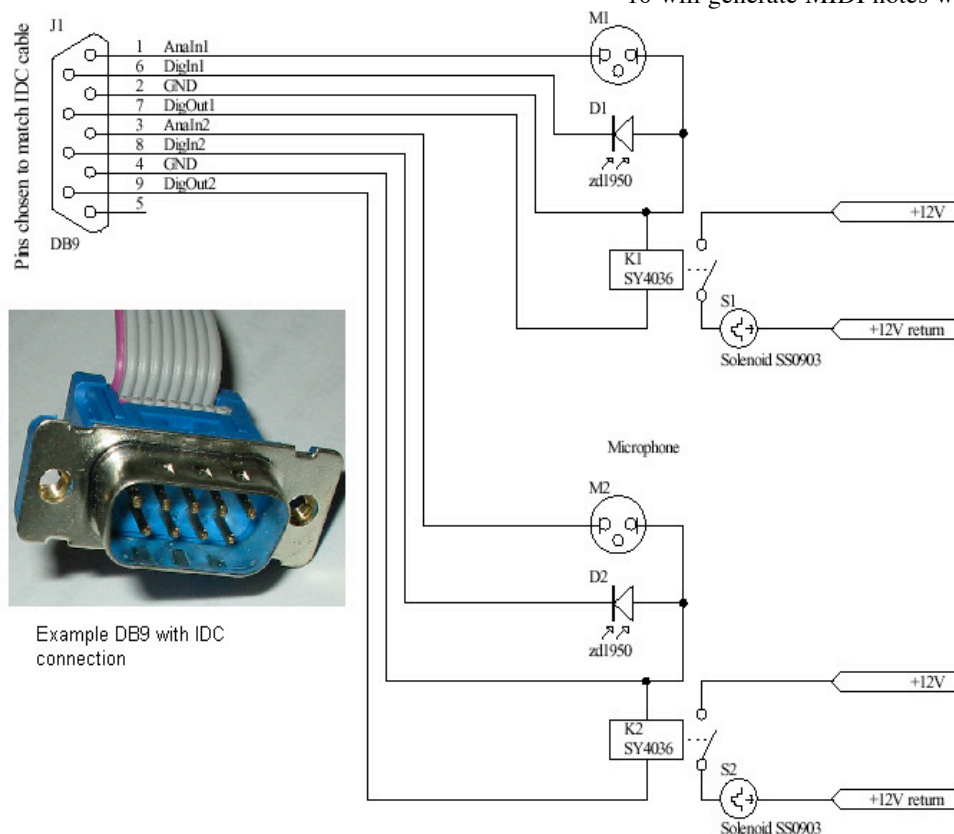 To will generate MIDI notes w
J1
Pins chosen to match IDC cable
1 AnaIn1
6 DigIn1
2 GND
7 DigOut1
3 AnaIn2
8 DigIn2
4 GND
9 DigOut2
5
DB9
M1
D1
zd1950
+12V
K1
SY4036
S1
+12V return
Solenoid SS0903
Microphone
M2
D2
zd1950
Example DB9 with IDC
connection
+12V
K2
SY4036
S2
+12V return
Solenoid SS0903